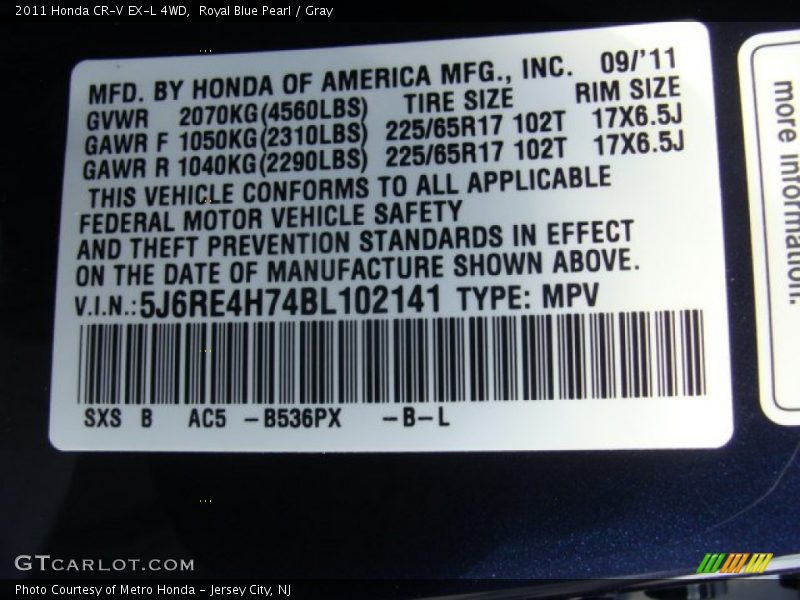 2011 Honda CR-V EX-L 4WD,  Royal Blue Pearl / Gray
MFD. BY HONDA OF AMERICA MFG., INC. 09/'11
GVWR 2070KG(4560LBS) TIRE SIZE RIM SIZE
GAWR F 1050KG(2310LBS) 225/65R17 102T 17X6.5J
GAWR R 1040KG(2290LBS) 225/65R17 102T 17X6.5J
THIS VEHICLE CONFORMS TO ALL APPLICABLE
FEDERAL MOTOR VEHICLE SAFETY
AND THEFT PREVENTION STANDARDS IN EFFECT
ON THE DATE OF MANUFACTURE SHOWN ABOVE.
V.I.N.:5J6RE4H74BL102141 TYPE: MPV
SXS B AC5 -B536PX -B-L
more information.
GTCARLOT.COM
Photo Courtesy of Metro Honda - Jersey City, NJ